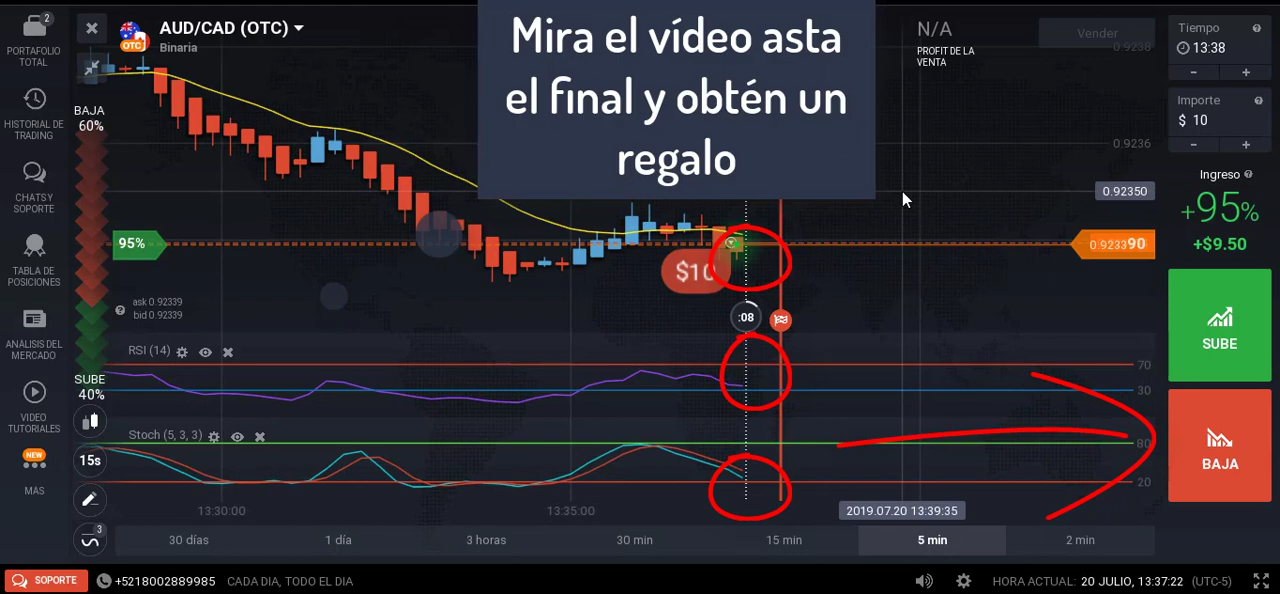 2
PORTAFOLIO
TOTAL
HISTORIAL DE
TRADING
CHATS Y
SOPORTE
TABLA DE
POSICIONES
ANÁLISIS DEL
MERCADO
VIDEO
TUTORIALES
NEW
MÁS
AUD/CAD (OTC)
OTC
Binaria
BAJA
60%
95%
ask 0.92339
bid 0.92339
SUBE
40%
15s
3
Mira el vídeo asta
el final y obtén un
regalo
N/A
PROFIT DE LA
VENTA
Vender
0.9238
0.9236
0.92350
0.923390
$10
:08
RSI (14)
70
30
Stoch (5, 3, 3)
80
20
13:30:00
13:35:00
2019.07.20 13:39:35
30 días
1 día
3 horas
30 min
15 min
5 min
2 min
Tiempo
13:38
- +
Importe
$ 10
- +
Ingreso
+95%
+$9.50
SUBE
BAJA
SOPORTE
+5218002889985
CADA DIA, TODO EL DIA
HORA ACTUAL: 20 JULIO, 13:37:22 (UTC-5)